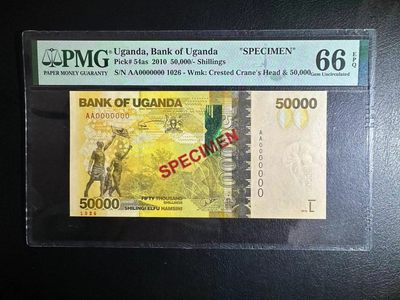 PMG
PAPER MONEY GUARANTY
Uganda, Bank of Uganda "SPECIMEN"
Pick# 54as 2010 50,000/- Shillings
S/N AA0000000 1026 - Wmk: Crested Crane's Head & 50,000
66 EPQ
Gem Uncirculated
BANK OF UGANDA
50000
AA0000000
AA0000000
SPECIMEN
50000
1026
FIFTY THOUSAND
SHILLINGS
SHILINGI ELFU HAMSINI